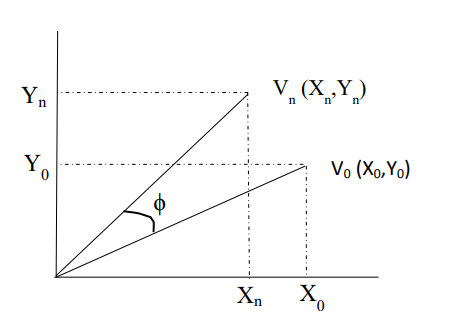 Yₙ
Vₙ (Xₙ,Yₙ)
Y₀
V₀ (X₀,Y₀)
ϕ
Xₙ
X₀